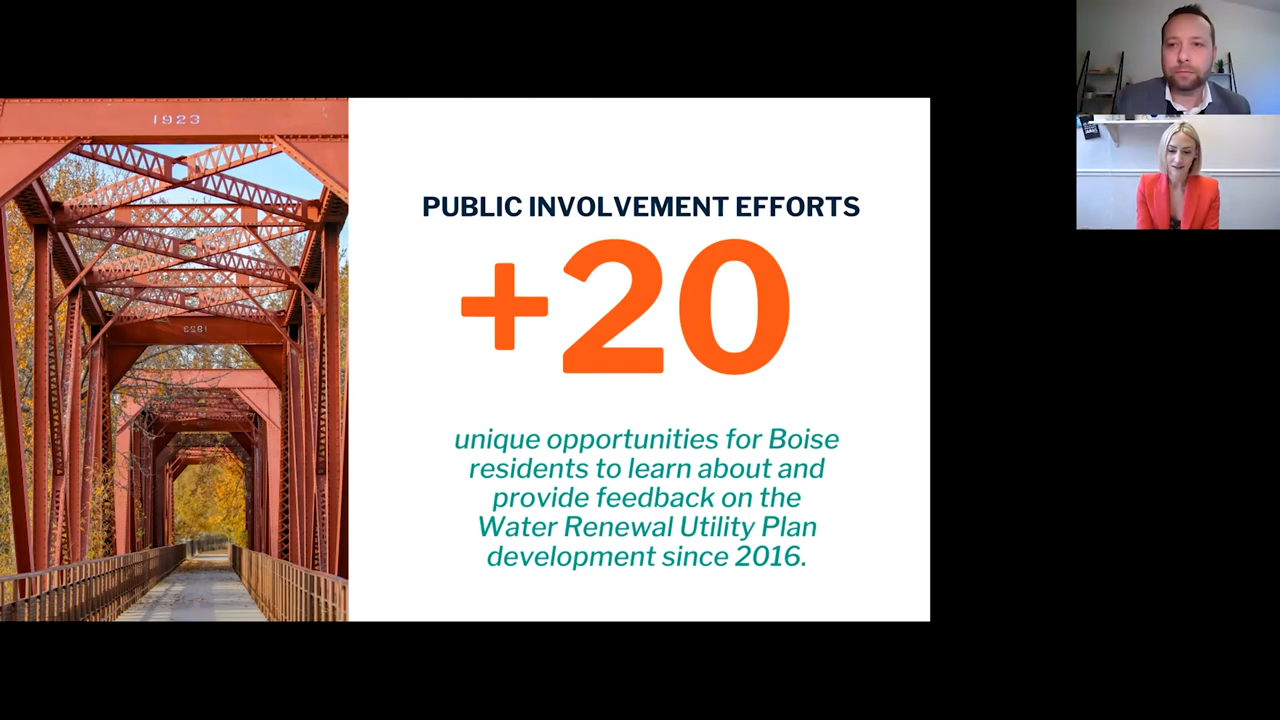 1923
1923
PUBLIC INVOLVEMENT EFFORTS
+20
unique opportunities for Boise
residents to learn about and
provide feedback on the
Water Renewal Utility Plan
development since 2016.